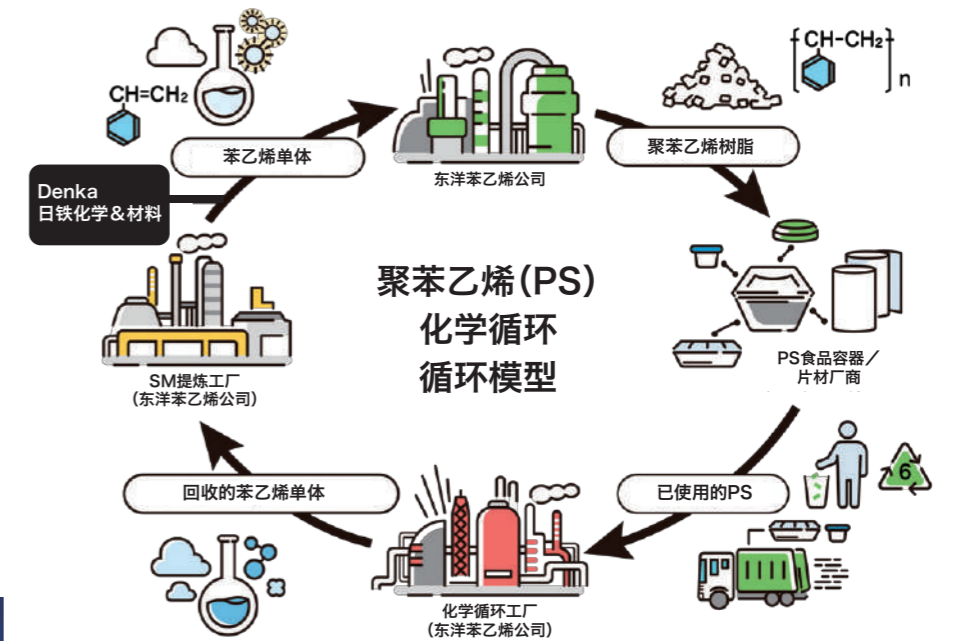 CH=CH₂
苯乙烯单体
Denka
日铁化学＆材料
东洋苯乙烯公司
CH-CH₂
n
聚苯乙烯树脂
聚苯乙烯（PS）
化学循环
循环模型
PS食品容器／
片材厂商
SM提炼工厂
（东洋苯乙烯公司）
已使用的PS
6
回收的苯乙烯单体
化学循环工厂
（东洋苯乙烯公司）